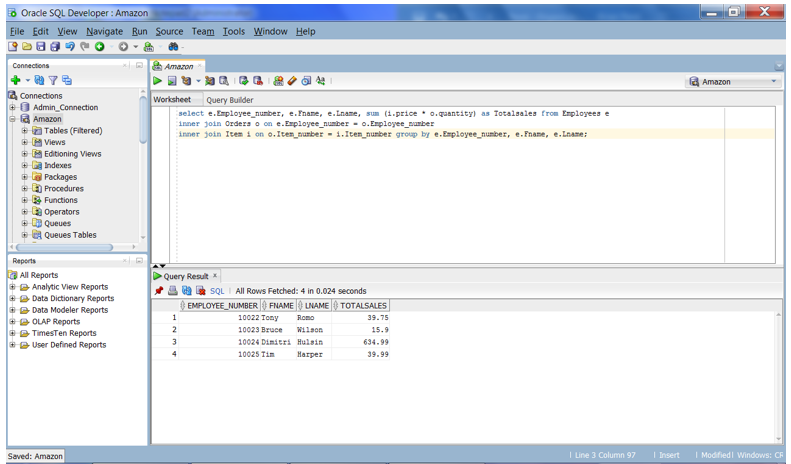 Oracle SQL Developer : Amazon
File Edit View Navigate Run Source Team Tools Window Help
Connections
Connections
Admin_Connection
Amazon
Tables (Filtered)
Views
Editioning Views
Indexes
Packages
Procedures
Functions
Operators
Queues
Queues Tables
Reports
All Reports
Analytic View Reports
Data Dictionary Reports
Data Modeler Reports
OLAP Reports
TimesTen Reports
User Defined Reports
Amazon
Amazon
Worksheet Query Builder
select e.Employee_number, e.Fname, e.Lname, sum (i.price * o.quantity) as Totalsales from Employees e
inner join Orders o on e.Employee_number = o.Employee_number
inner join Item i on o.Item_number = i.Item_number group by e.Employee_number, e.Fname, e.Lname;
Query Result
SQL | All Rows Fetched: 4 in 0.024 seconds
EMPLOYEE_NUMBER FNAME LNAME TOTALSALES
1 10022 Tony Romo 39.75
2 10023 Bruce Wilson 15.9
3 10024 Dimitri Hulsin 634.99
4 10025 Tim Harper 39.99
Saved: Amazon
Line 3 Column 97 | Insert | Modified | Windows: CR